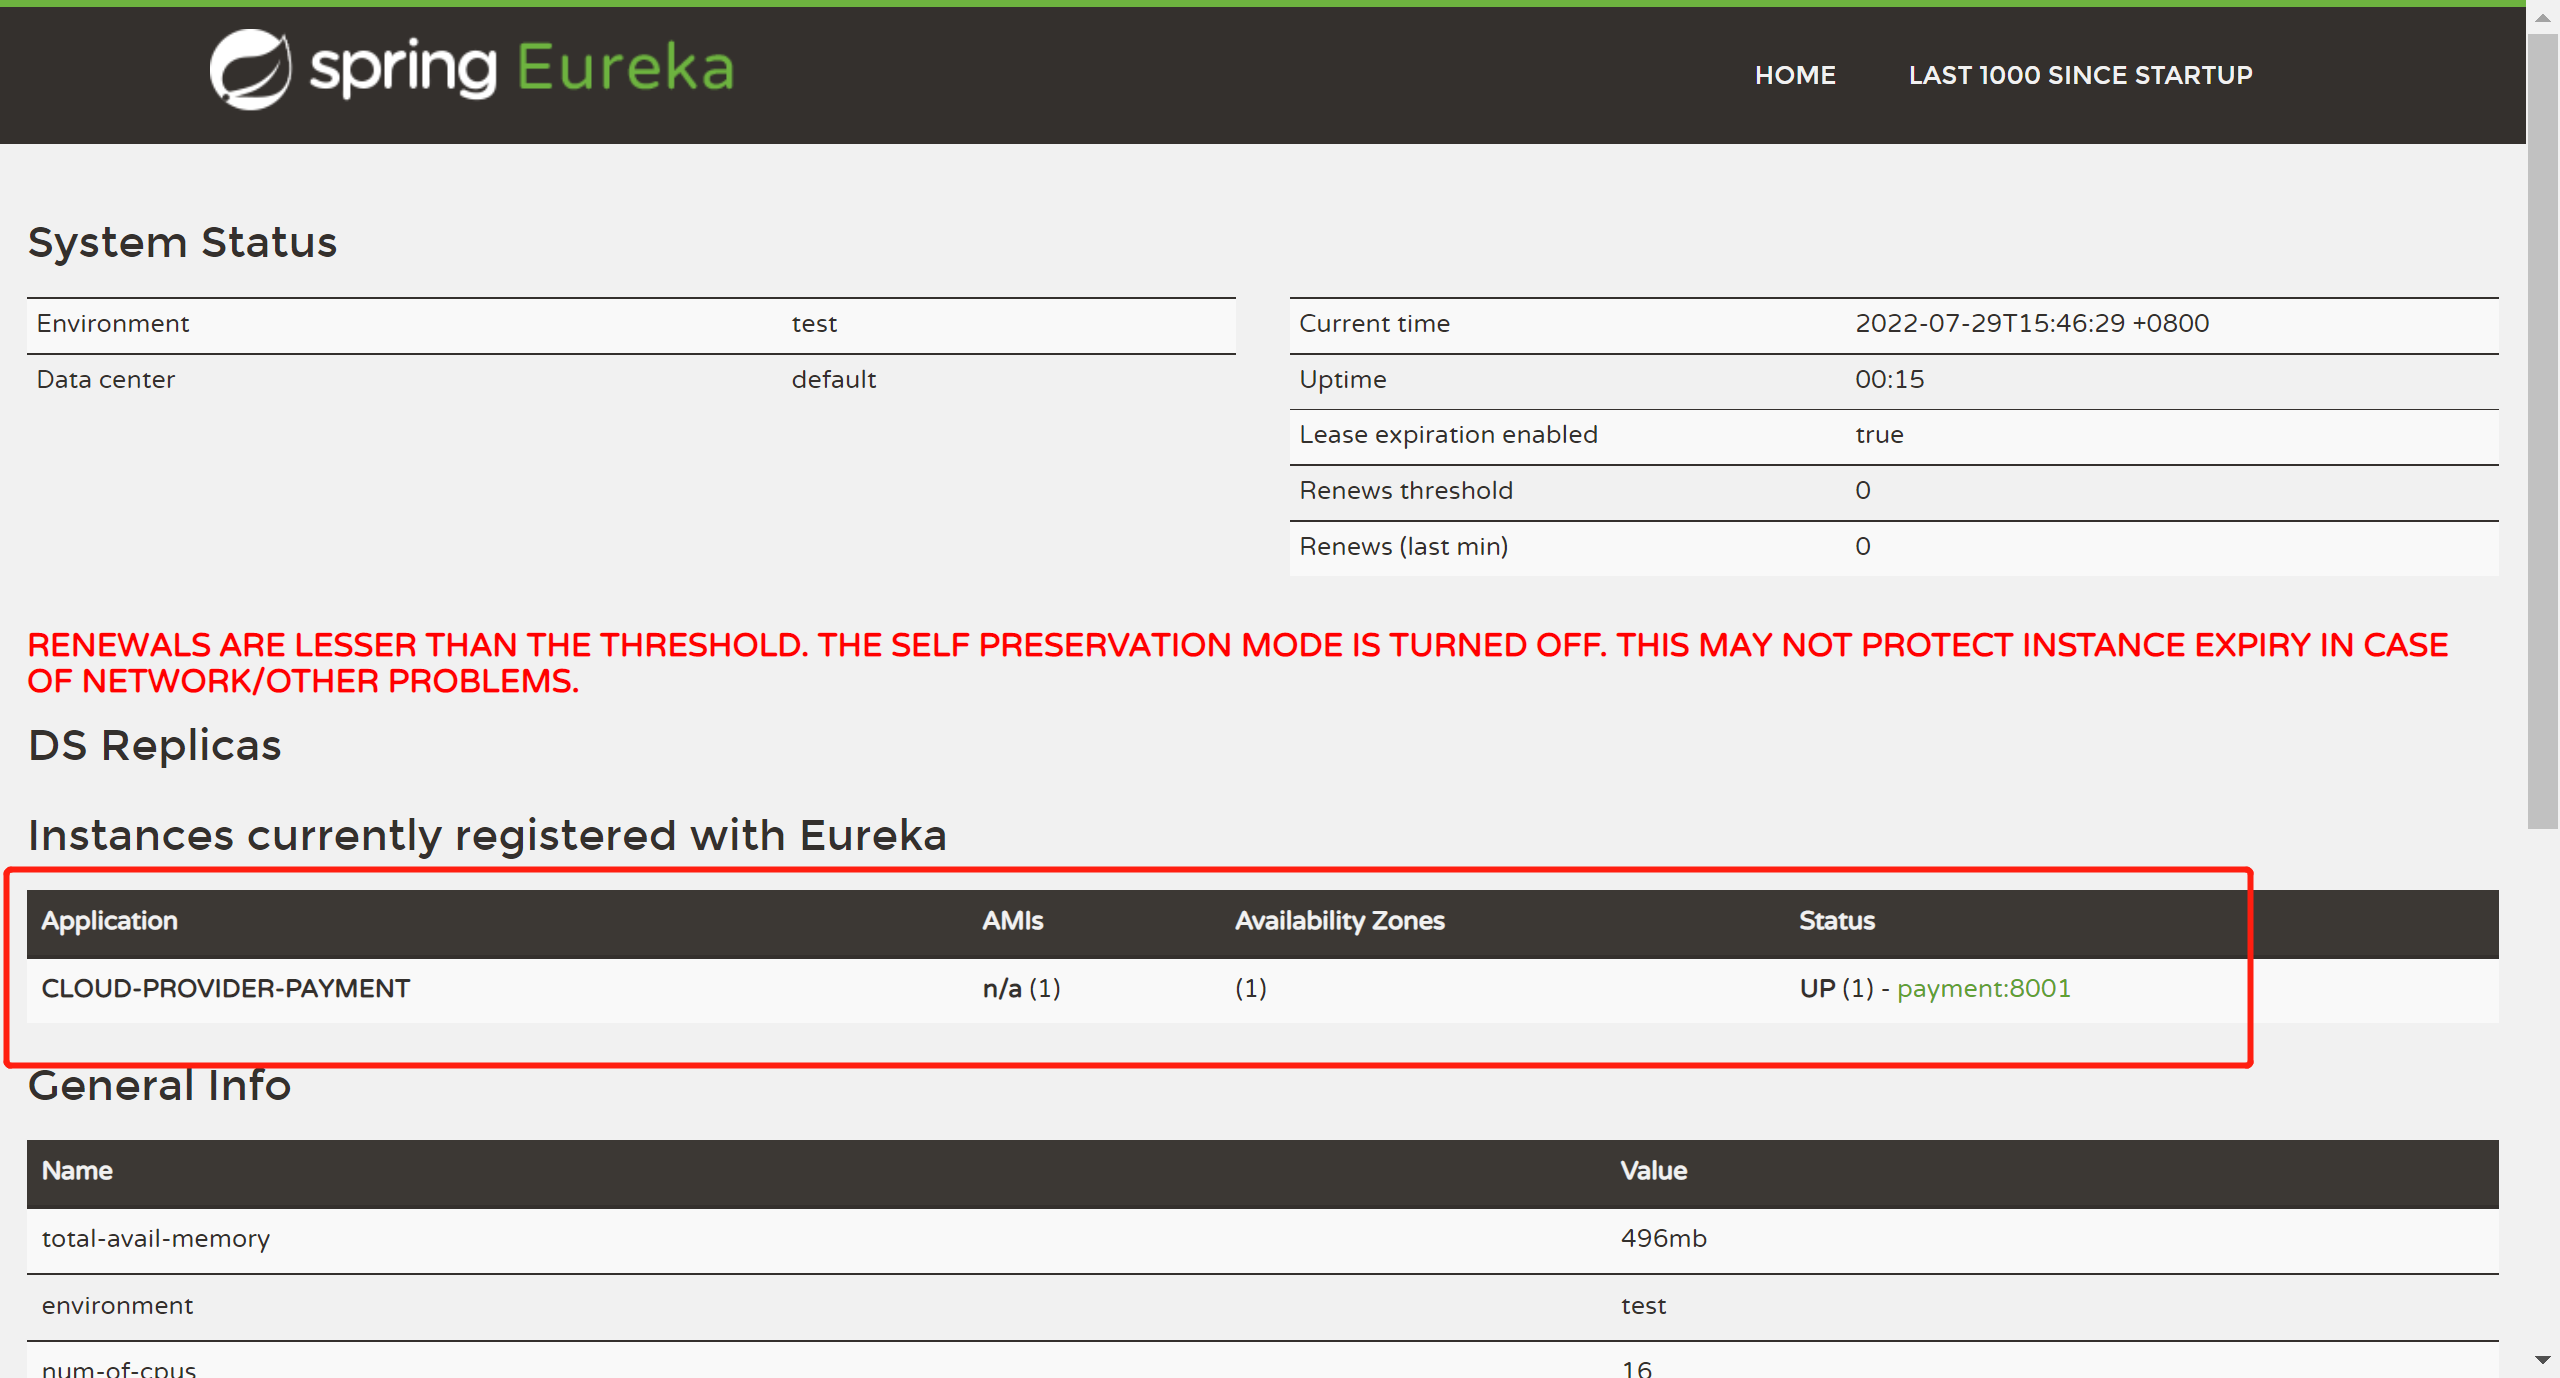 spring Eureka
HOME LAST 1000 SINCE STARTUP
System Status
Environment test
Data center default
Current time 2022-07-29T15:46:29 +0800
Uptime 00:15
Lease expiration enabled true
Renews threshold 0
Renews (last min) 0
RENEWALS ARE LESSER THAN THE THRESHOLD. THE SELF PRESERVATION MODE IS TURNED OFF. THIS MAY NOT PROTECT INSTANCE EXPIRY IN CASE
OF NETWORK/OTHER PROBLEMS.
DS Replicas
Instances currently registered with Eureka
Application AMIs Availability Zones Status
CLOUD-PROVIDER-PAYMENT n/a (1) (1) UP (1) - payment:8001
General Info
Name Value
total-avail-memory 496mb
environment test
num-of-cpus 16